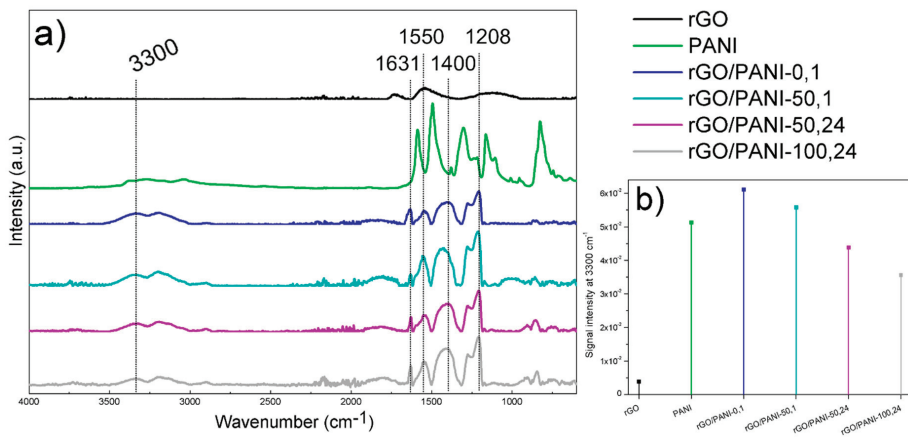 a)
3300
1550
1208
1631
1400
Intensity (a.u.)
4000 3500 3000 2500 2000 1500 1000
Wavenumber (cm⁻¹)
rGO
PANI
rGO/PANI-0,1
rGO/PANI-50,1
rGO/PANI-50,24
rGO/PANI-100,24
b)
Signal intensity at 3300 cm⁻¹
6x10⁻²
5x10⁻²
4x10⁻²
3x10⁻²
2x10⁻²
1x10⁻²
0
rGO
PANI
rGO/PANI-0,1
rGO/PANI-50,1
rGO/PANI-50,24
rGO/PANI-100,24